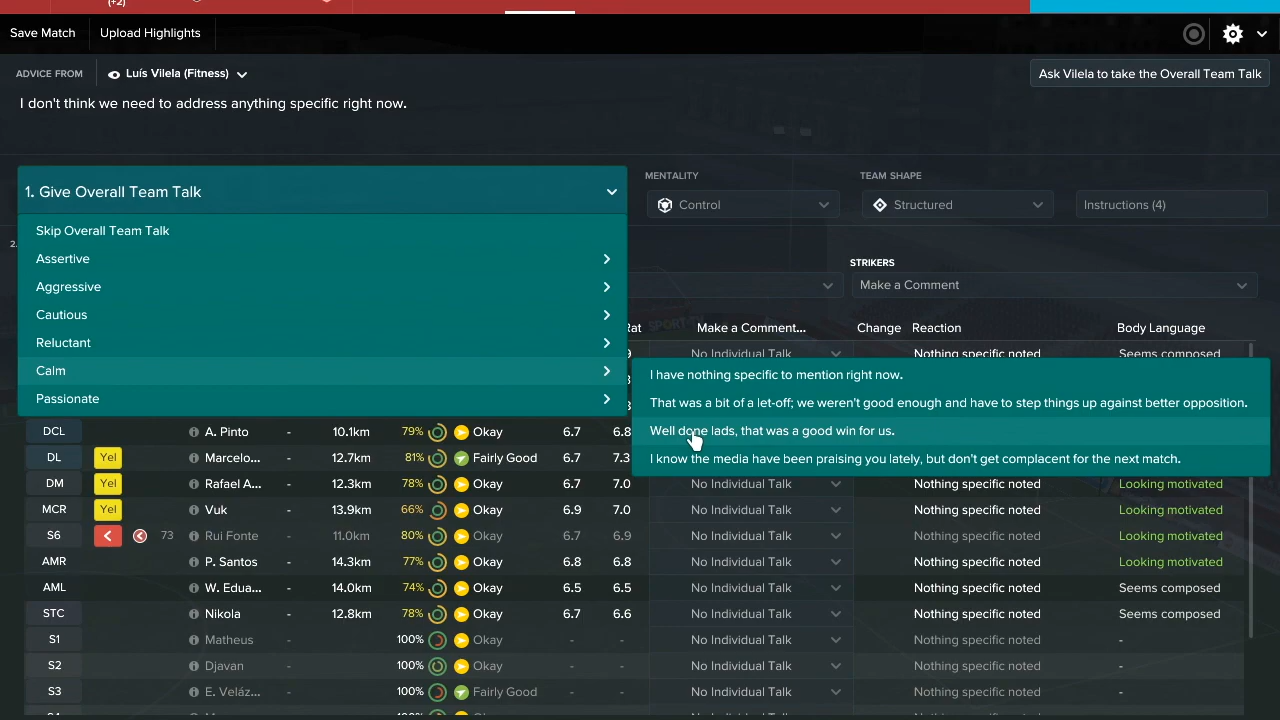 (+2)
Save Match Upload Highlights
ADVICE FROM Luís Vilela (Fitness) Ask Vilela to take the Overall Team Talk
I don't think we need to address anything specific right now.
1. Give Overall Team Talk MENTALITY TEAM SHAPE
Control Structured Instructions (4)
Skip Overall Team Talk
2.
Assertive STRIKERS
Aggressive Make a Comment
Cautious
Rat Make a Comment... Change Reaction Body Language
Reluctant
No Individual Talk Nothing specific noted Seems composed
Calm I have nothing specific to mention right now.
Passionate That was a bit of a let-off; we weren't good enough and have to step things up against better opposition.
DCL A. Pinto - 10.1km 79% Okay 6.7 6.8 Well done lads, that was a good win for us.
DL Yel Marcelo... - 12.7km 81% Fairly Good 6.7 7.3 I know the media have been praising you lately, but don't get complacent for the next match.
DM Yel Rafael A... - 12.3km 78% Okay 6.7 7.0 No Individual Talk Nothing specific noted Looking motivated
MCR Yel Vuk - 13.9km 66% Okay 6.9 7.0 No Individual Talk Nothing specific noted Looking motivated
S6 73 Rui Fonte - 11.0km 80% Okay 6.7 6.9 No Individual Talk Nothing specific noted Looking motivated
AMR P. Santos - 14.3km 77% Okay 6.8 6.8 No Individual Talk Nothing specific noted Looking motivated
AML W. Edua... - 14.0km 74% Okay 6.5 6.5 No Individual Talk Nothing specific noted Seems composed
STC Nikola - 12.8km 78% Okay 6.7 6.6 No Individual Talk Nothing specific noted Seems composed
S1 Matheus - 100% Okay - - No Individual Talk Nothing specific noted -
S2 Djavan - 100% Okay - - No Individual Talk Nothing specific noted -
S3 E. Veláz... - 100% Fairly Good - - No Individual Talk Nothing specific noted -